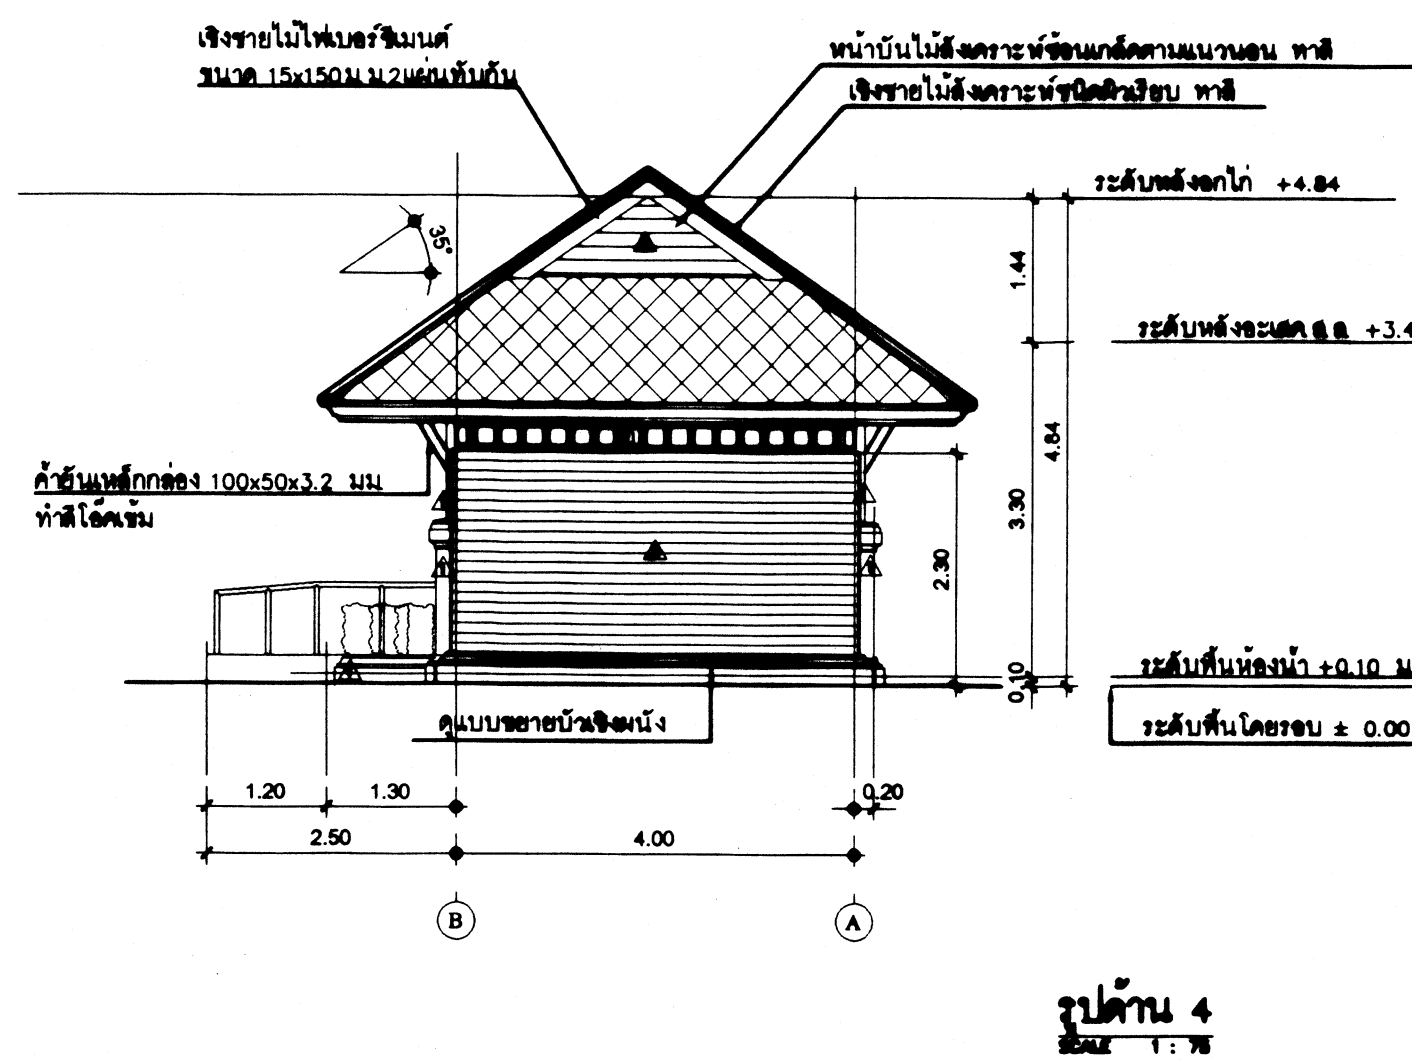 เชิงชายไม้ไฟเบอร์ซีเมนต์
ขนาด 15x150ม.ม.2แผ่นทับกัน
หน้าบันไม้สังเคราะห์ซ้อนเกล็ดตามแนวนอน ทาสี
เชิงชายไม้สังเคราะห์ชนิดผิวเรียบ ทาสี
ระดับหลังอกไก่ +4.84
35°
1.44
ระดับหลังอะเส +3.4
4.84
ค้ำยันเหล็กกล่อง 100x50x3.2 มม.
ทำสีโอ๊คเข้ม
3.30
2.30
ระดับพื้นห้องน้ำ +0.10 ม
0.10
ดูแบบขยายบัวเชิงผนัง
ระดับพื้นโดยรอบ ± 0.00
1.20 1.30 0.20
2.50 4.00
B A
รูปด้าน 4
SCALE 1 : 75